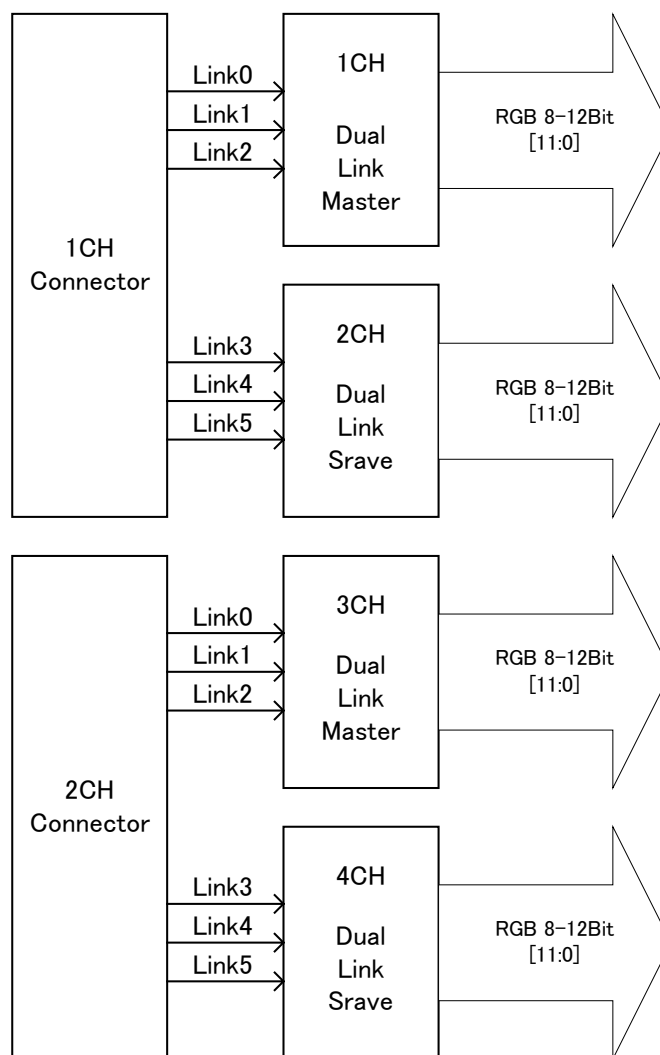 1CH
Connector
Link0
Link1
Link2
1CH
Dual
Link
Master
RGB 8-12Bit
[11:0]
Link3
Link4
Link5
2CH
Dual
Link
Srave
RGB 8-12Bit
[11:0]
2CH
Connector
Link0
Link1
Link2
3CH
Dual
Link
Master
RGB 8-12Bit
[11:0]
Link3
Link4
Link5
4CH
Dual
Link
Srave
RGB 8-12Bit
[11:0]